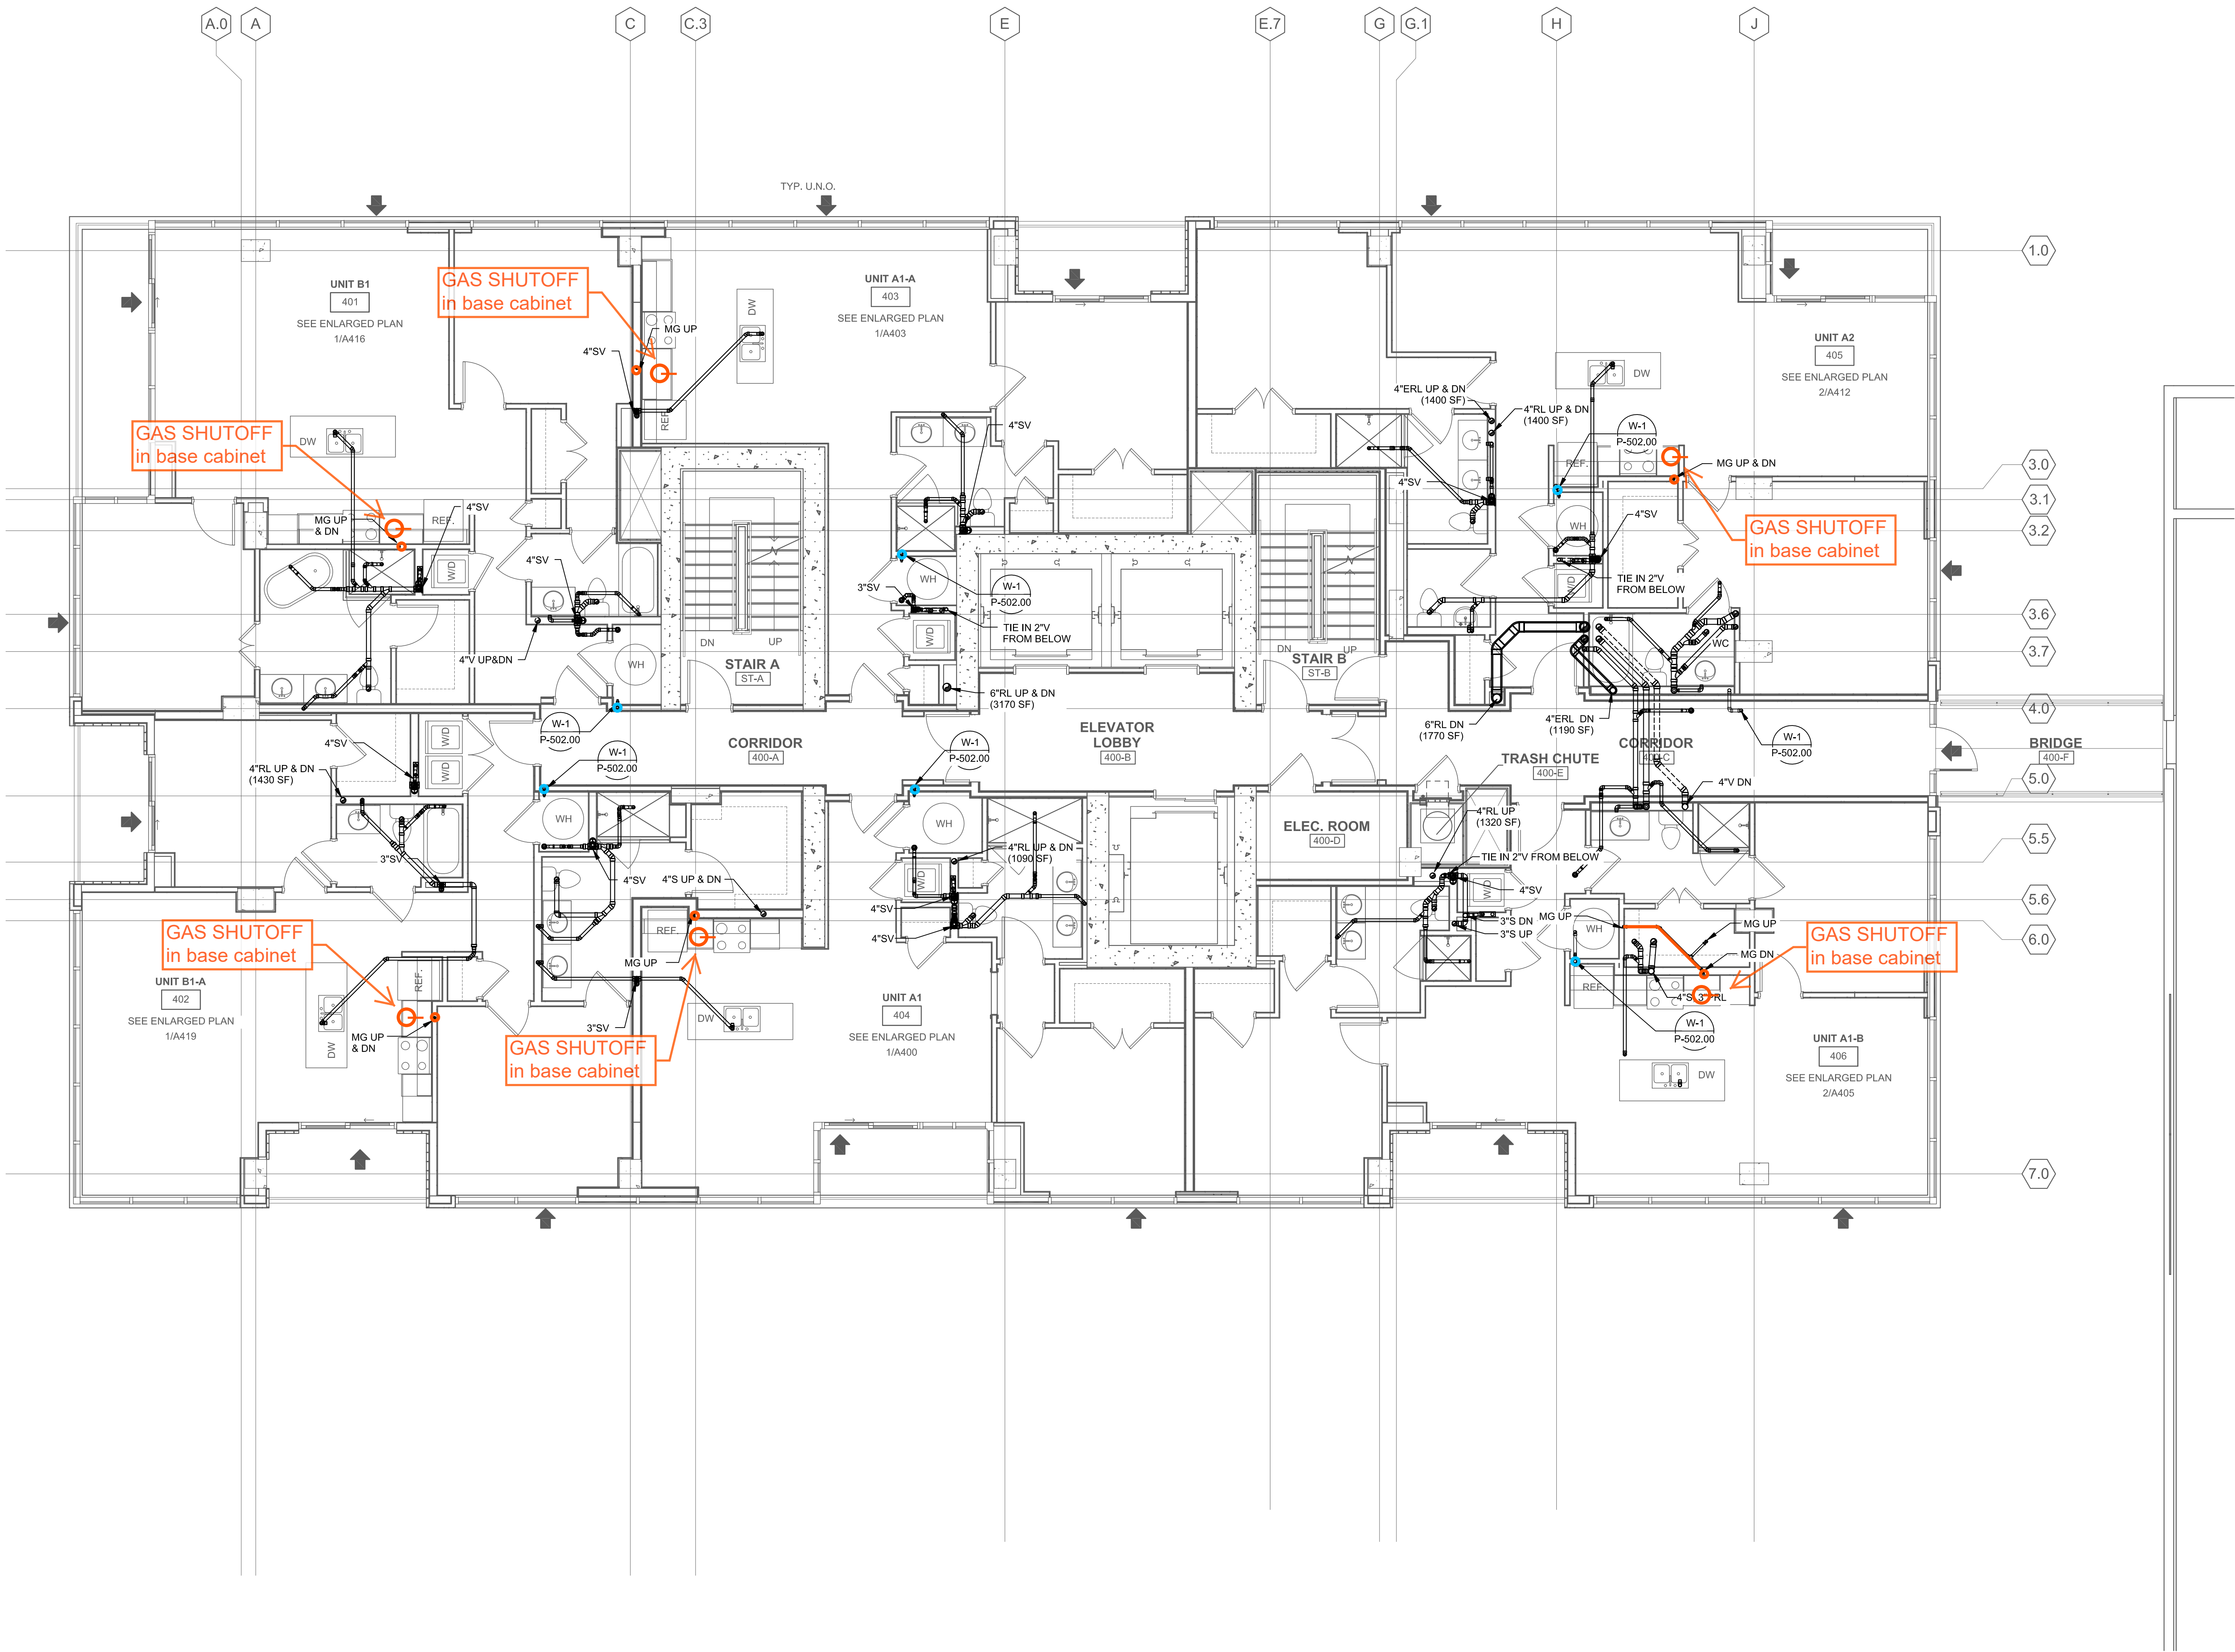 A.0
A
C
C.3
E
E.7
G
G.1
H
J
TYP. U.N.O.
1.0
3.0
3.1
3.2
3.6
3.7
4.0
5.0
5.5
5.6
6.0
7.0
UNIT B1
401
SEE ENLARGED PLAN
1/A416
GAS SHUTOFF
in base cabinet
DW
GAS SHUTOFF
in base cabinet
MG UP
& DN
REF.
4"SV
W/D
4"SV
4"V UP&DN
WH
W-1
P-502.00
UNIT A1-A
403
SEE ENLARGED PLAN
1/A403
MG UP
4"SV
DW
REF.
4"SV
WH
3"SV
W-1
P-502.00
TIE IN 2"V
FROM BELOW
W/D
6"RL UP & DN
(3170 SF)
DN
UP
STAIR A
ST-A
DN
UP
STAIR B
ST-B
UNIT A2
405
SEE ENLARGED PLAN
2/A412
DW
4"ERL UP & DN
(1400 SF)
4"RL UP & DN
(1400 SF)
W-1
P-502.00
REF.
MG UP & DN
GAS SHUTOFF
in base cabinet
4"SV
WH
4"SV
TIE IN 2"V
FROM BELOW
W/D
WC
6"RL DN
(1770 SF)
4"ERL DN
(1190 SF)
W-1
P-502.00
CORRIDOR
400-A
ELEVATOR
LOBBY
400-B
CORRIDOR
TRASH CHUTE
400-E
BRIDGE
400-F
4"V DN
4"SV
W/D
W/D
4"RL UP & DN
(1430 SF)
3"SV
W-1
P-502.00
WH
4"SV
4"S UP & DN
W-1
P-502.00
WH
4"RL UP & DN
(1090 SF)
W/D
4"SV
4"SV
ELEC. ROOM
400-D
4"RL UP
(1320 SF)
TIE IN 2"V FROM BELOW
4"SV
W/D
3"S DN
3"S UP
GAS SHUTOFF
in base cabinet
UNIT B1-A
402
SEE ENLARGED PLAN
1/A419
REF.
DW
MG UP
& DN
REF.
MG UP
3"SV
GAS SHUTOFF
in base cabinet
DW
UNIT A1
404
SEE ENLARGED PLAN
1/A400
MG UP
WH
MG UP
MG DN
GAS SHUTOFF
in base cabinet
REF.
W-1
P-502.00
DW
UNIT A1-B
406
SEE ENLARGED PLAN
2/A405